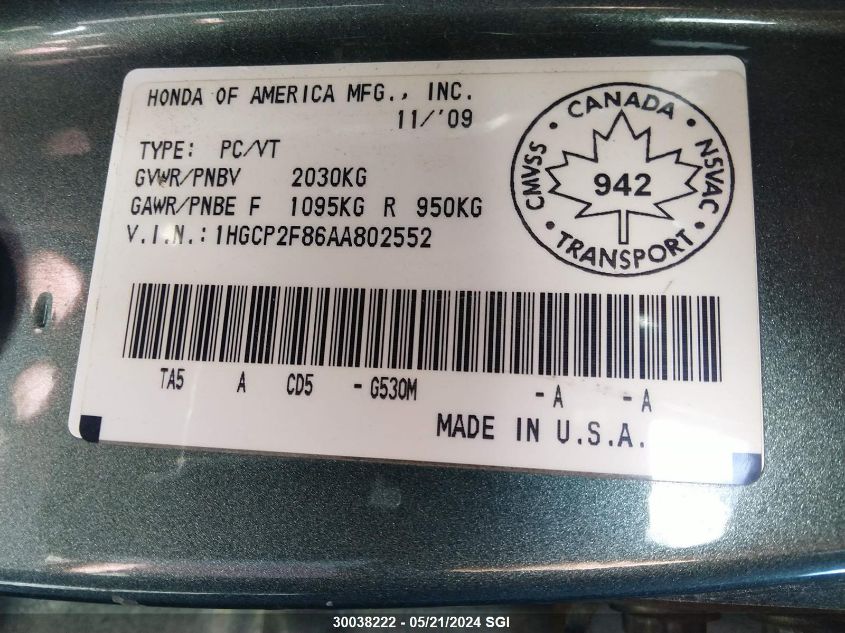 HONDA OF AMERICA MFG., INC.
11/'09
TYPE: PC/VT
GVWR/PNBV 2030KG
GAWR/PNBE F 1095KG R 950KG
V.I.N.: 1HGCP2F86AA802552
CMVSS • CANADA • NSVAC • TRANSPORT •
942
TA5 A CD5 - G530M - A - A
MADE IN U.S.A.
30038222 - 05/21/2024 SGI